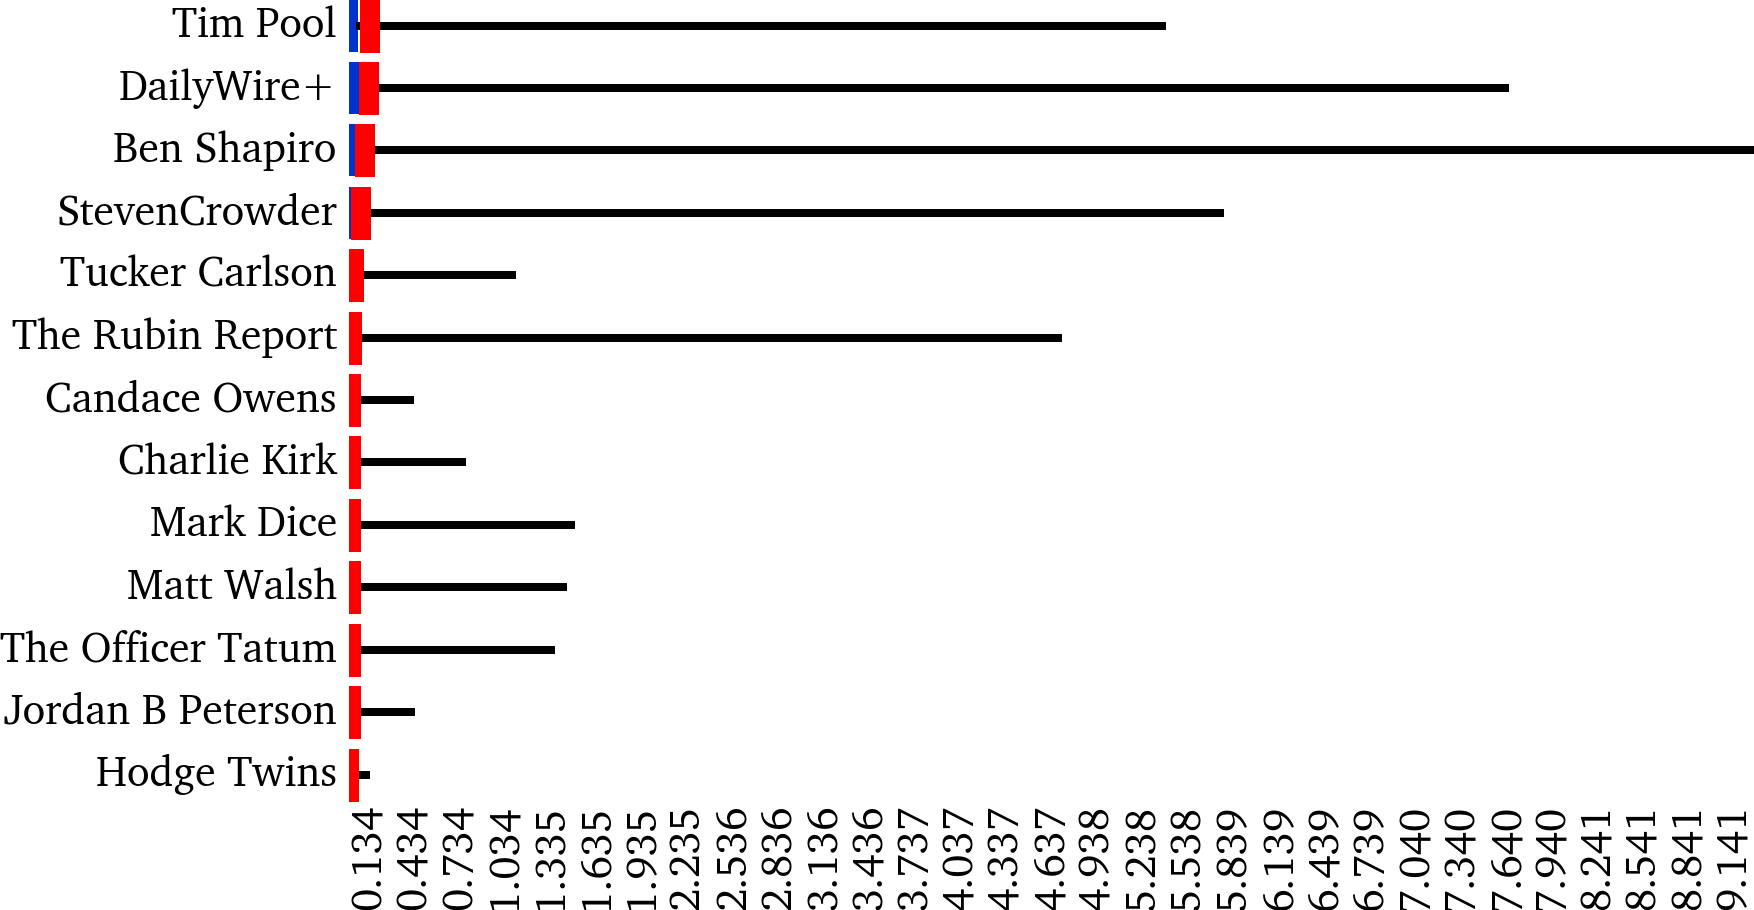 Tim Pool
DailyWire+
Ben Shapiro
StevenCrowder
Tucker Carlson
The Rubin Report
Candace Owens
Charlie Kirk
Mark Dice
Matt Walsh
The Officer Tatum
Jordan B Peterson
Hodge Twins
0.134
0.434
0.734
1.034
1.335
1.635
1.935
2.235
2.536
2.836
3.136
3.436
3.737
4.037
4.337
4.637
4.938
5.238
5.538
5.839
6.139
6.439
6.739
7.040
7.340
7.640
7.940
8.241
8.541
8.841
9.141